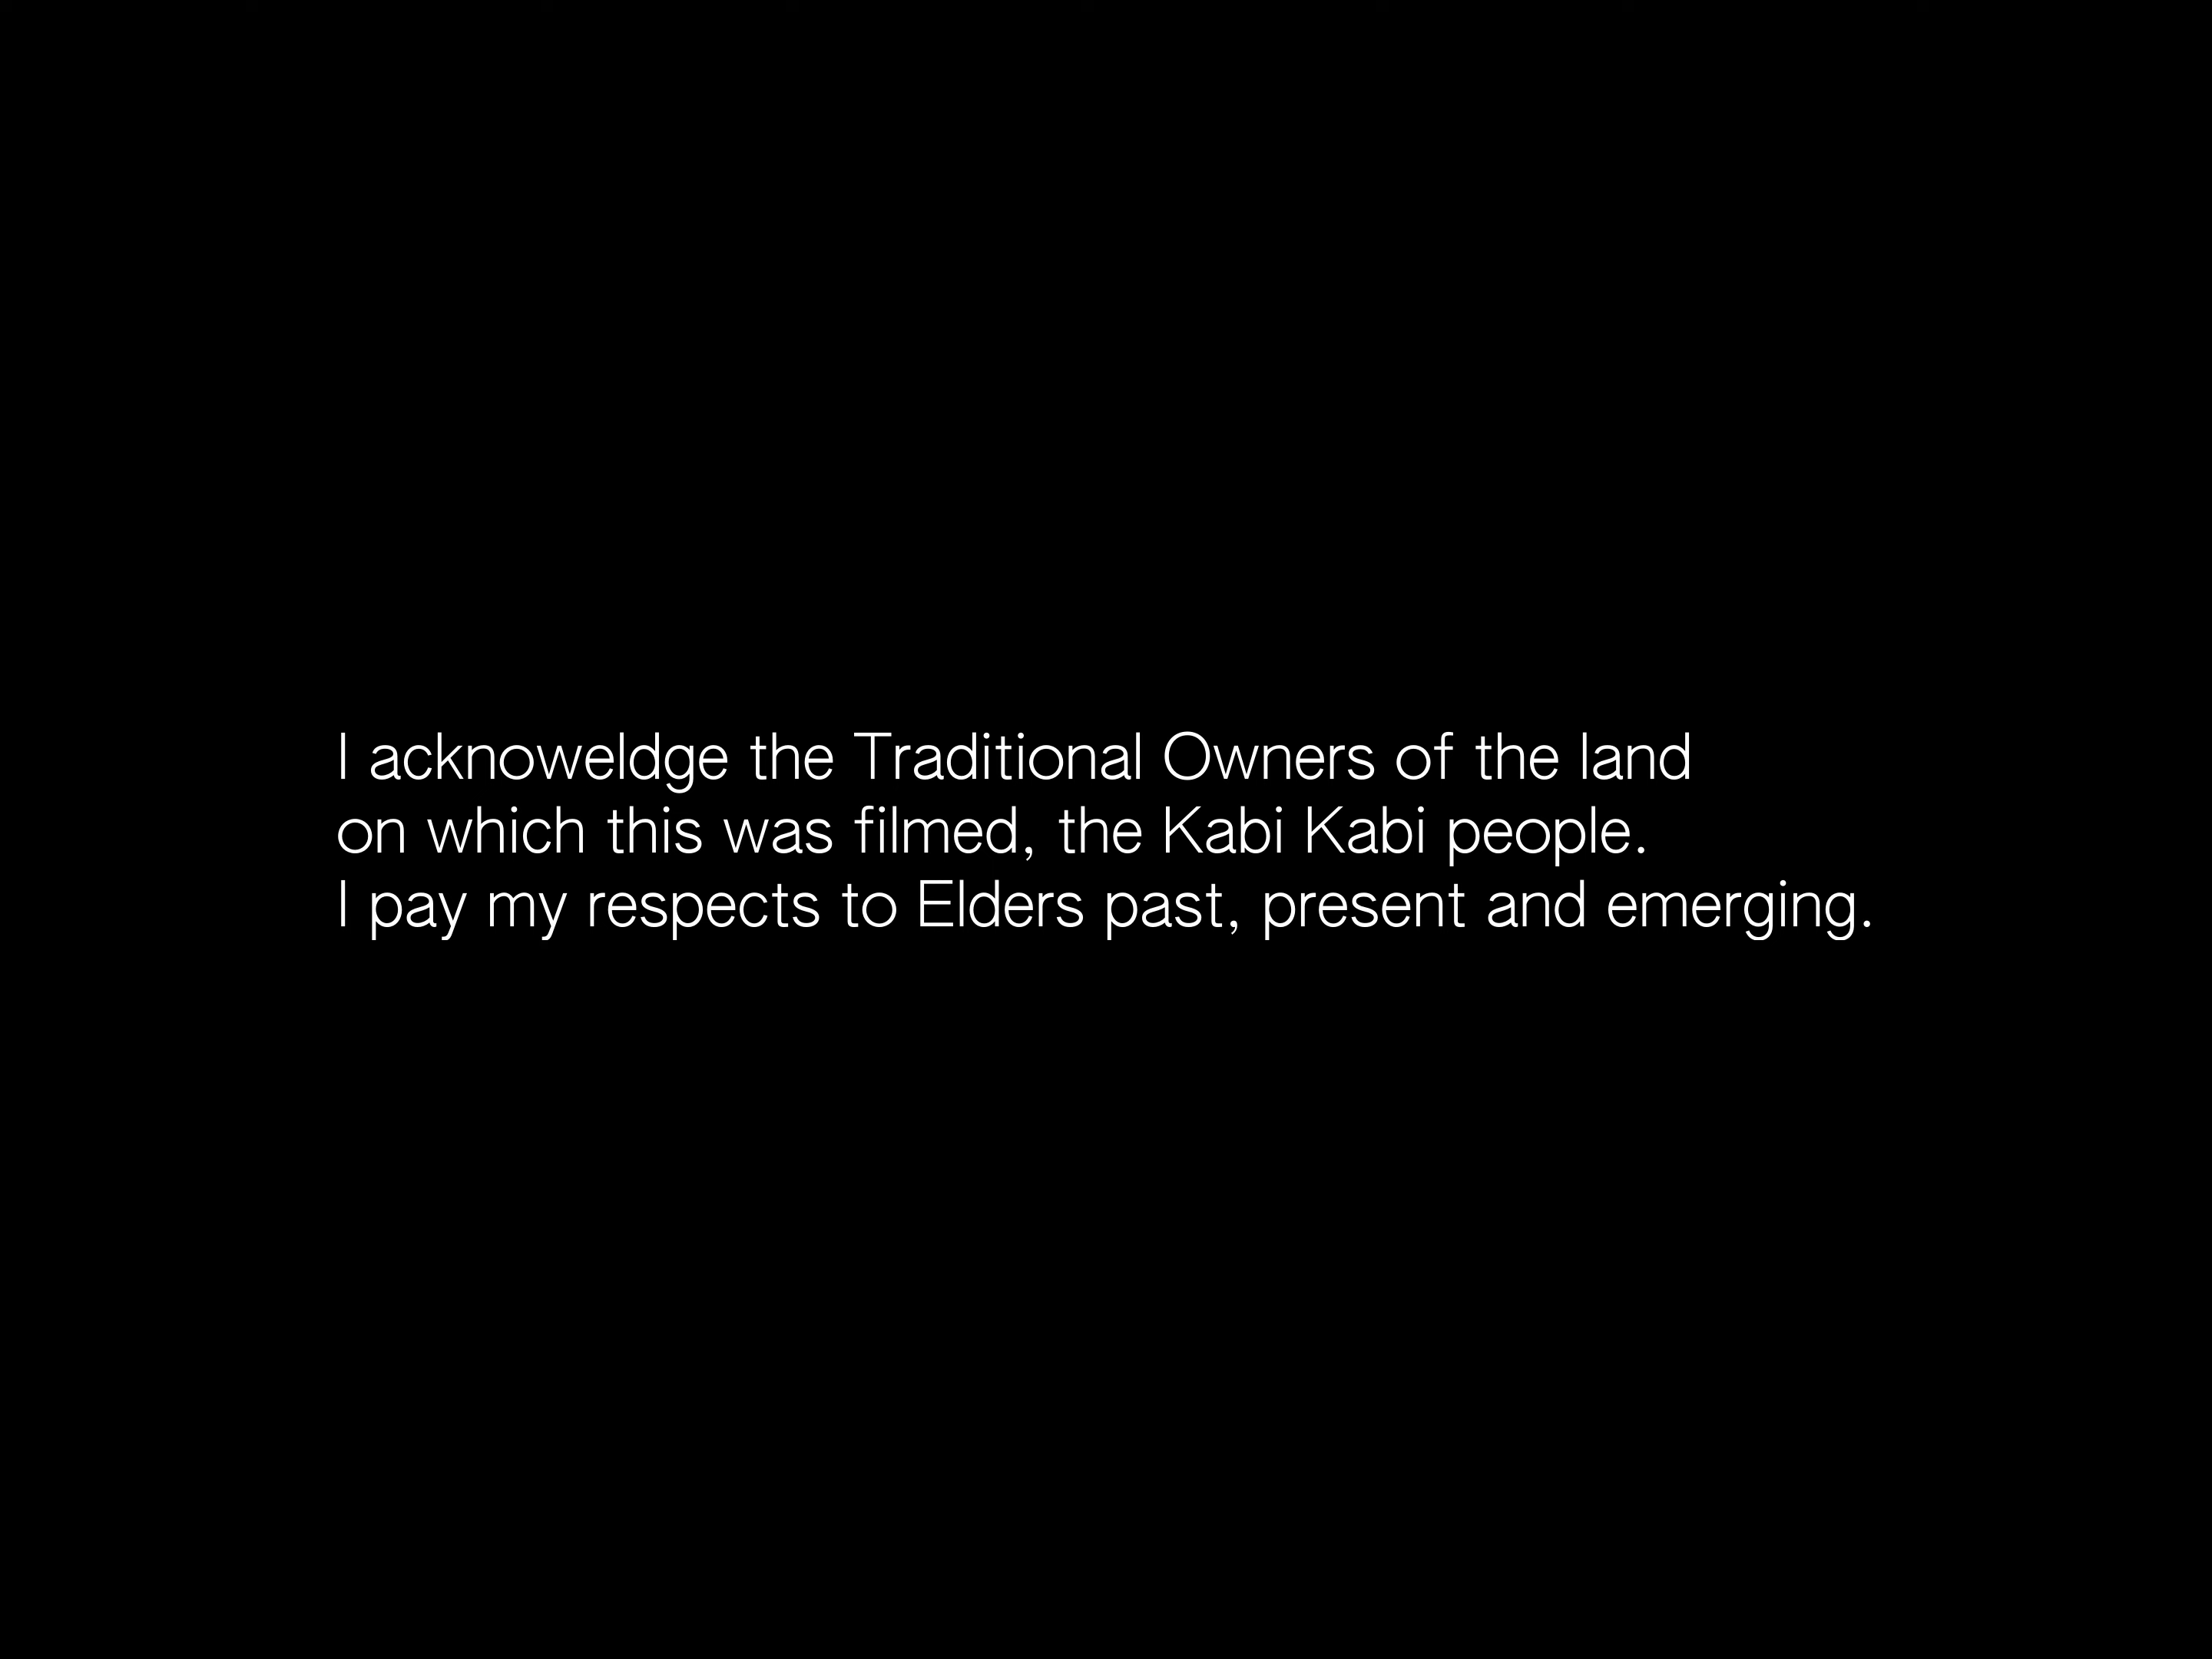 I acknoweldge the Traditional Owners of the land
on which this was filmed, the Kabi Kabi people.
I pay my respects to Elders past, present and emerging.